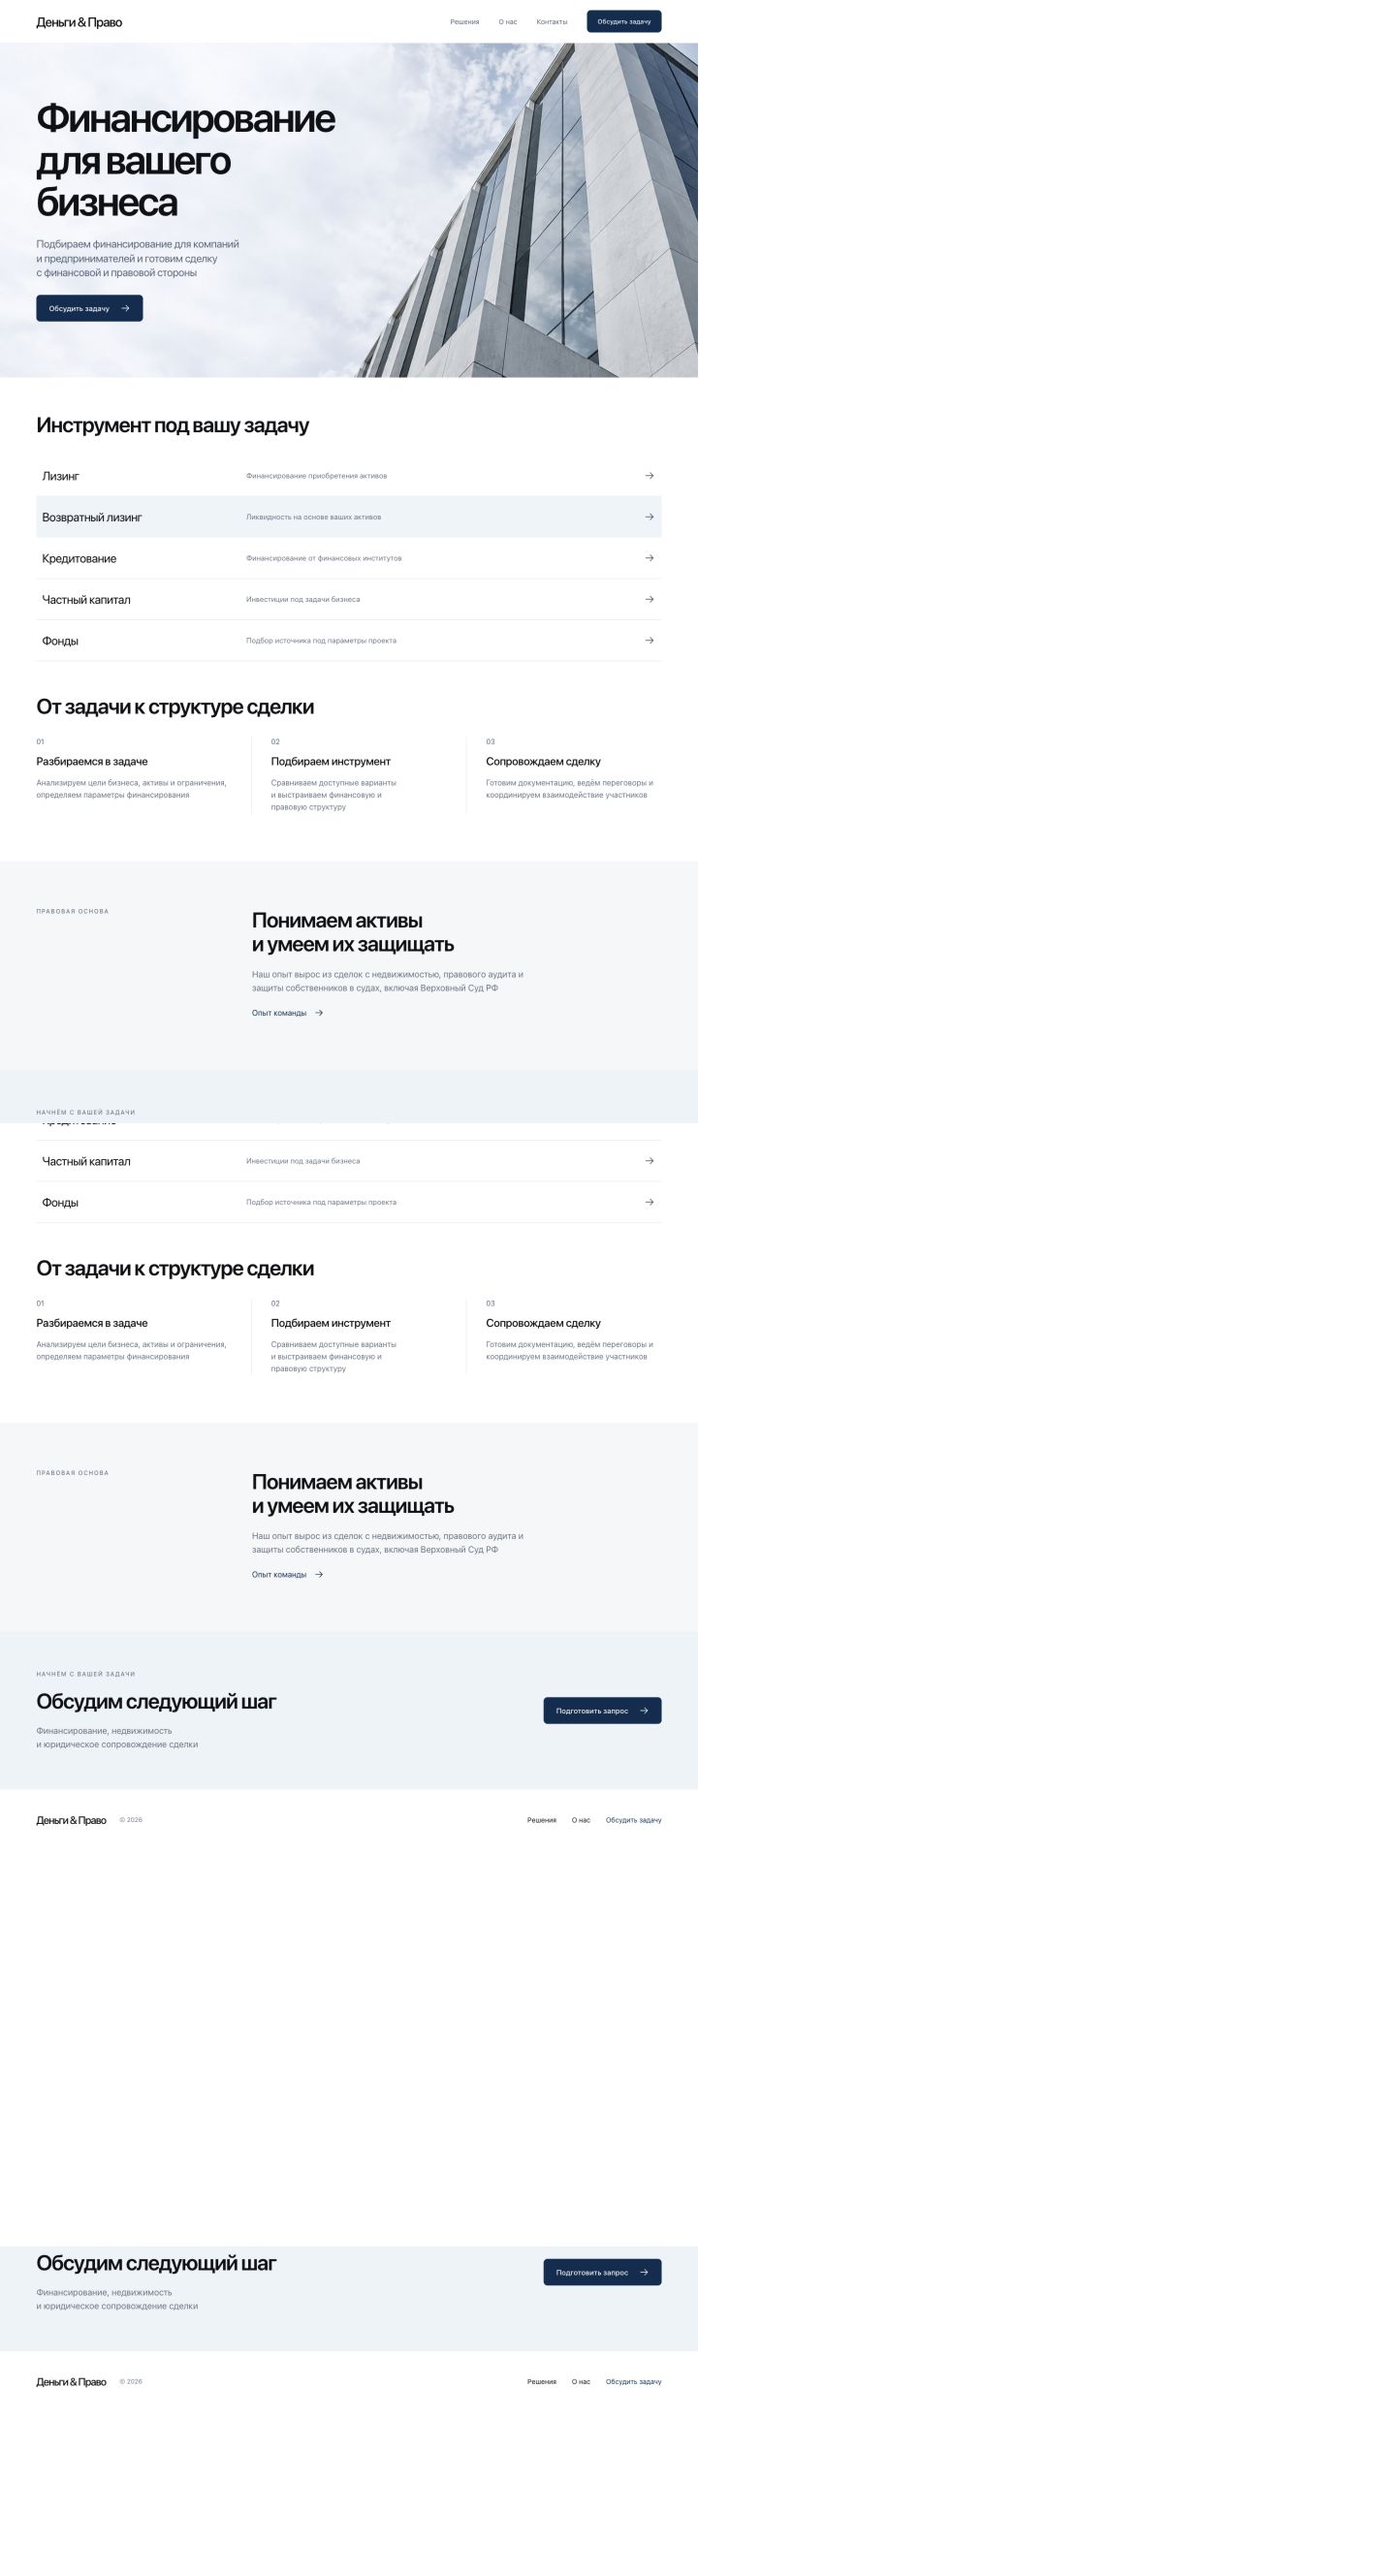 Деньги & Право
Решения
О нас
Контакты
Обсудить задачу
Финансирование
для вашего
бизнеса
Подбираем финансирование для компаний
и предпринимателей и готовим сделку
с финансовой и правовой стороны
Обсудить задачу
Инструмент под вашу задачу
Лизинг
Финансирование приобретения активов
Возвратный лизинг
Ликвидность на основе ваших активов
Кредитование
Финансирование от финансовых институтов
Частный капитал
Инвестиции под задачи бизнеса
Фонды
Подбор источника под параметры проекта
От задачи к структуре сделки
01
Разбираемся в задаче
Анализируем цели бизнеса, активы и ограничения,
определяем параметры финансирования
02
Подбираем инструмент
Сравниваем доступные варианты
и выстраиваем финансовую и
правовую структуру
03
Сопровождаем сделку
Готовим документацию, ведём переговоры и
координируем взаимодействие участников
ПРАВОВАЯ ОСНОВА
Понимаем активы
и умеем их защищать
Наш опыт вырос из сделок с недвижимостью, правового аудита и
защиты собственников в судах, включая Верховный Суд РФ
Опыт команды
НАЧНЁМ С ВАШЕЙ ЗАДАЧИ
Частный капитал
Инвестиции под задачи бизнеса
Фонды
Подбор источника под параметры проекта
От задачи к структуре сделки
01
Разбираемся в задаче
Анализируем цели бизнеса, активы и ограничения,
определяем параметры финансирования
02
Подбираем инструмент
Сравниваем доступные варианты
и выстраиваем финансовую и
правовую структуру
03
Сопровождаем сделку
Готовим документацию, ведём переговоры и
координируем взаимодействие участников
ПРАВОВАЯ ОСНОВА
Понимаем активы
и умеем их защищать
Наш опыт вырос из сделок с недвижимостью, правового аудита и
защиты собственников в судах, включая Верховный Суд РФ
Опыт команды
НАЧНЁМ С ВАШЕЙ ЗАДАЧИ
Обсудим следующий шаг
Финансирование, недвижимость
и юридическое сопровождение сделки
Подготовить запрос
Деньги & Право
© 2026
Решения
О нас
Обсудить задачу
Обсудим следующий шаг
Финансирование, недвижимость
и юридическое сопровождение сделки
Подготовить запрос
Деньги & Право
© 2026
Решения
О нас
Обсудить задачу